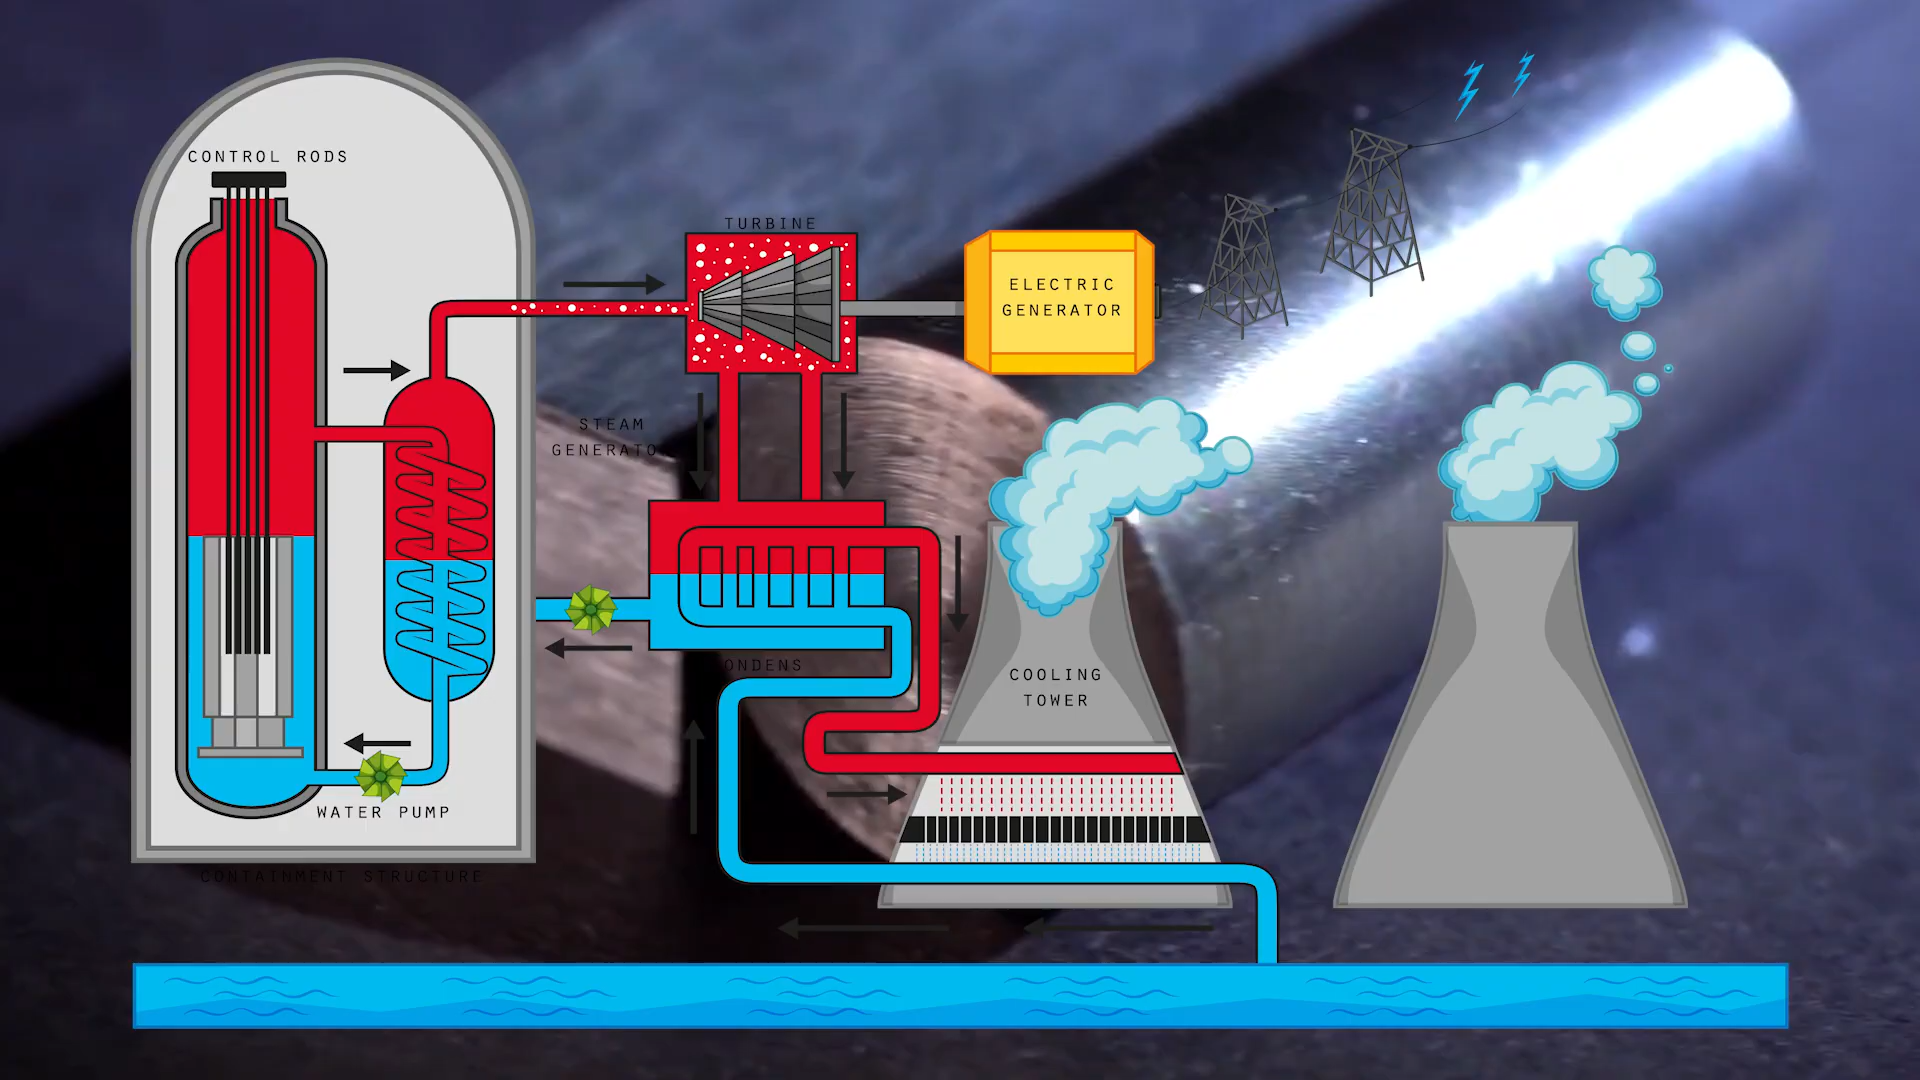 CONTROL RODS
TURBINE
ELECTRIC
GENERATOR
STEAM
GENERATO
ONDENS
COOLING
TOWER
WATER PUMP
CONTAINMENT STRUCTURE